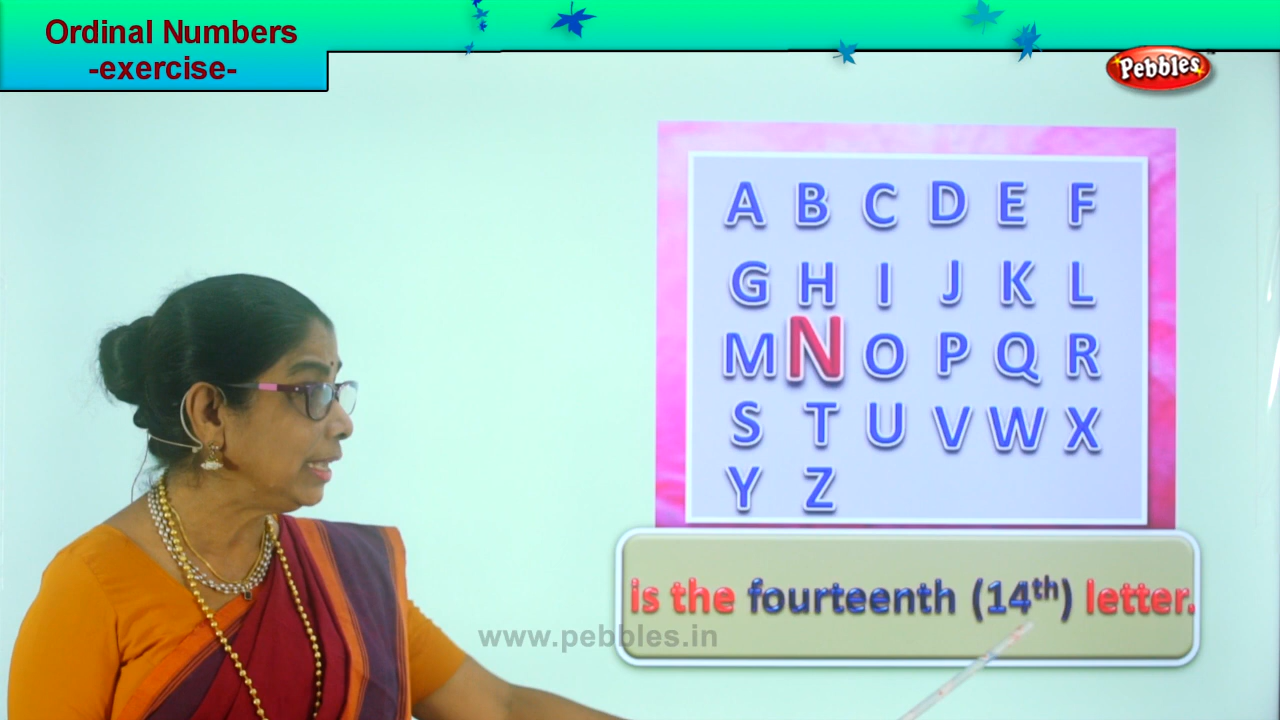 Ordinal Numbers
-exercise-
Pebbles
A B C D E F
G H I J K L
M N O P Q R
S T U V W X
Y Z
is the fourteenth (14th) letter.
www.pebbles.in